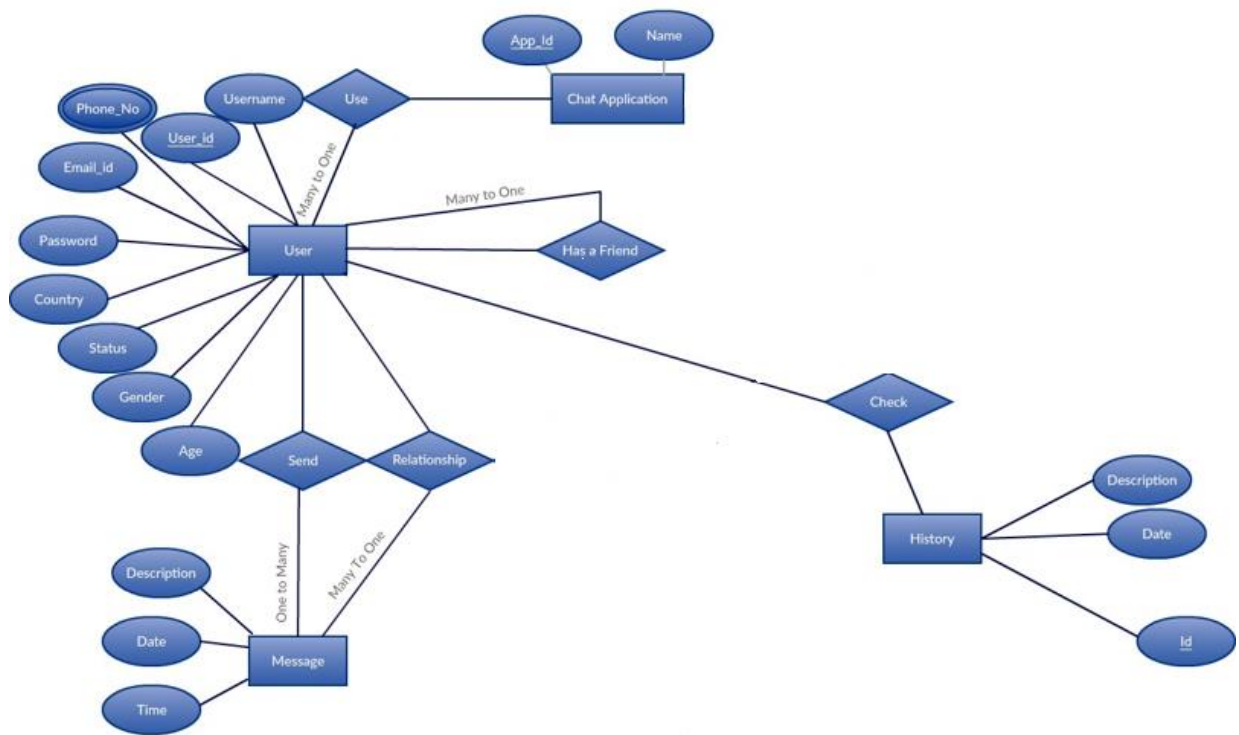 App_Id
Name
Chat Application
Use
Username
Phone_No
User_id
Email_id
Many to One
Many to One
Password
User
Has a Friend
Country
Status
Gender
Age
Send
Relationship
Check
Description
Date
History
Id
One to Many
Many To One
Description
Date
Message
Time